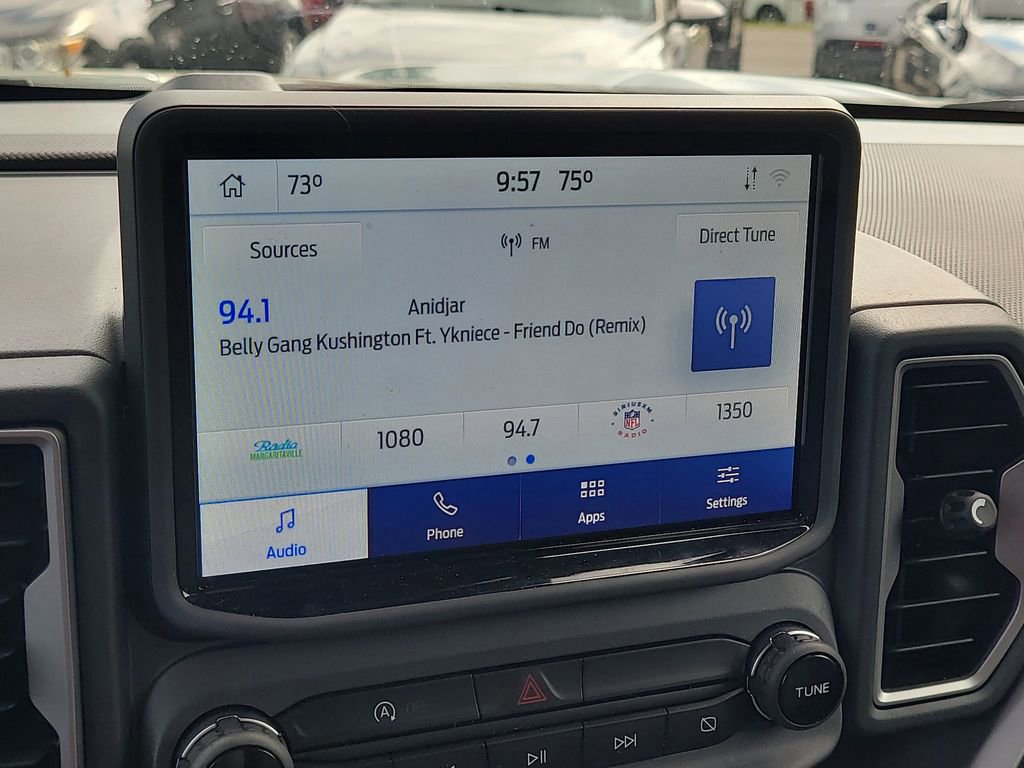 73° 9:57 75°
Sources FM Direct Tune
94.1 Anidjar
Belly Gang Kushington Ft. Ykniece - Friend Do (Remix)
Radio MARGARITAVILLE 1080 94.7 SIRIUSXM NFL RADIO 1350
Audio Phone Apps Settings
A
TUNE